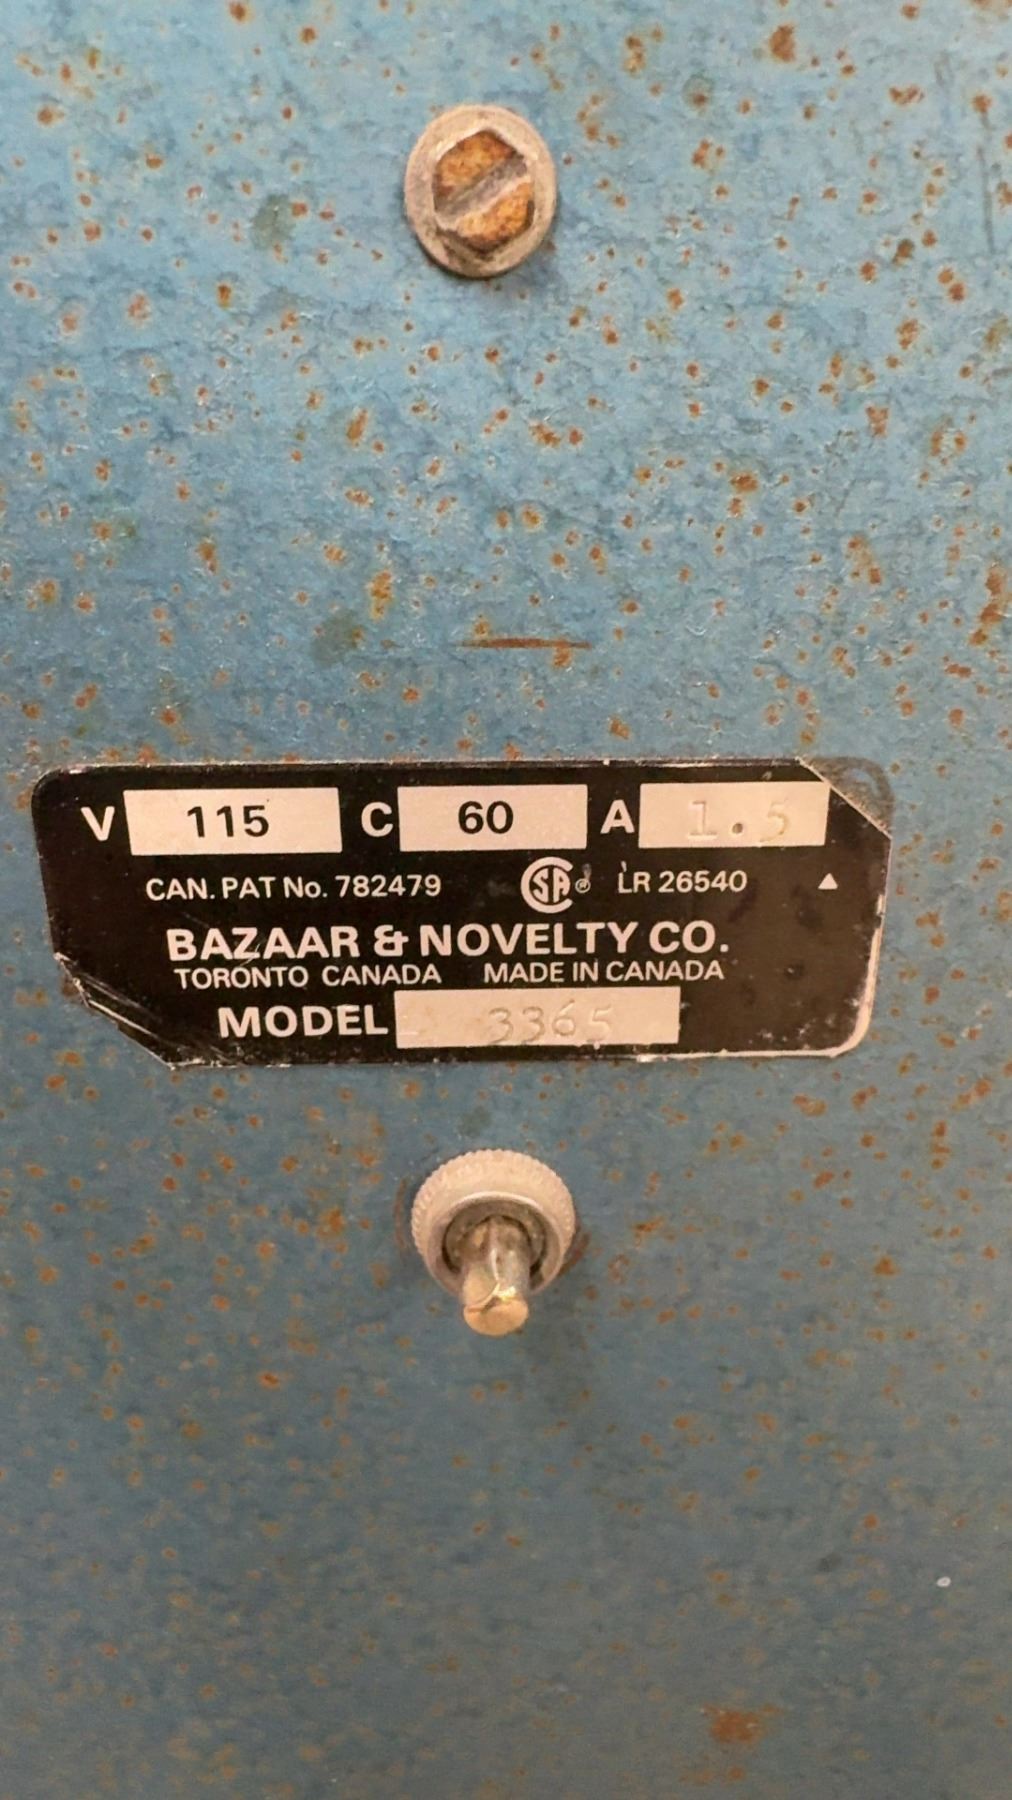 V 115 C 60 A 1.5
CAN. PAT No. 782479 CSA ® LR 26540
BAZAAR & NOVELTY CO.
TORONTO CANADA MADE IN CANADA
MODEL 3365